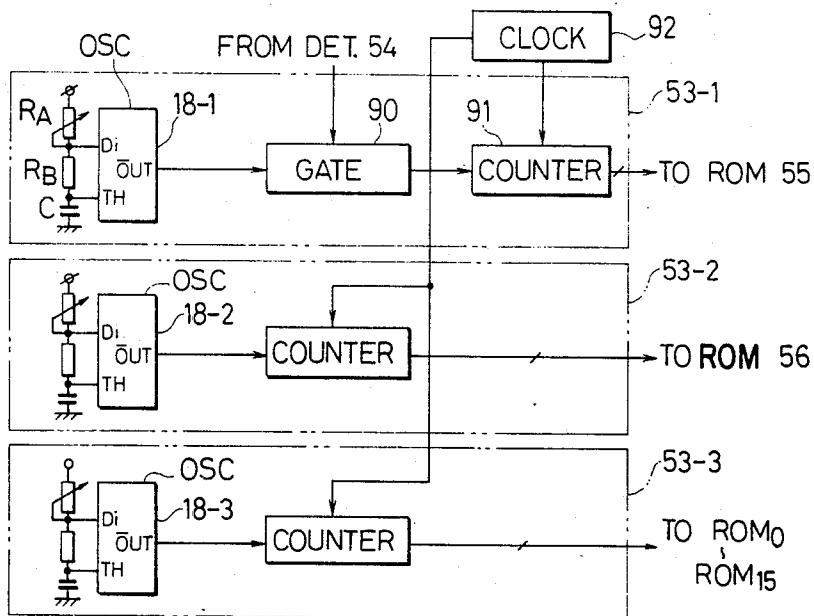 OSC
FROM DET. 54
CLOCK
92
RA
Di
18-1
OUT
RB
TH
C
90
GATE
91
COUNTER
53-1
TO ROM 55
OSC
18-2
Di
OUT
TH
COUNTER
53-2
TO ROM 56
OSC
18-3
Di
OUT
TH
COUNTER
53-3
TO ROM0
~
ROM15